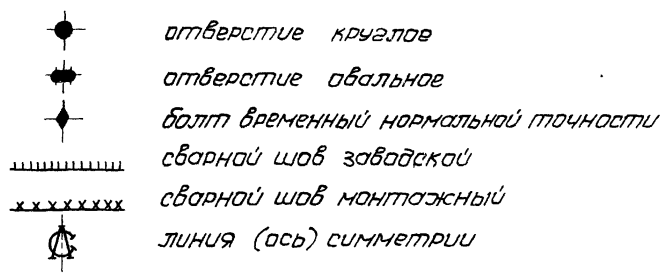 отверстие круглое
отверстие овальное
болт временный нормальной точности
сварной шов заводской
сварной шов монтажный
линия (ось) симметрии